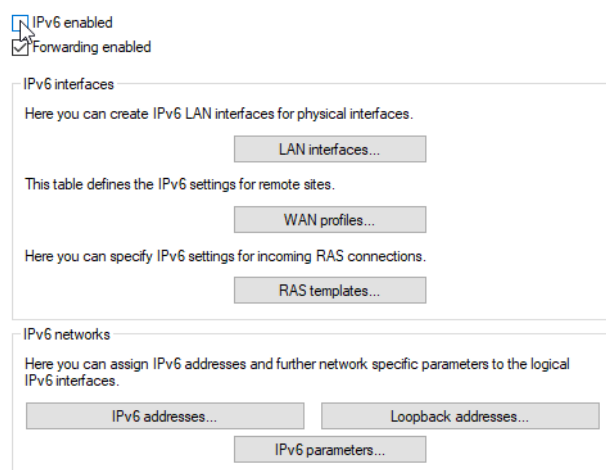 IPv6 enabled
Forwarding enabled
IPv6 interfaces
Here you can create IPv6 LAN interfaces for physical interfaces.
LAN interfaces...
This table defines the IPv6 settings for remote sites.
WAN profiles...
Here you can specify IPv6 settings for incoming RAS connections.
RAS templates...
IPv6 networks
Here you can assign IPv6 addresses and further network specific parameters to the logical
IPv6 interfaces.
IPv6 addresses...
Loopback addresses...
IPv6 parameters...